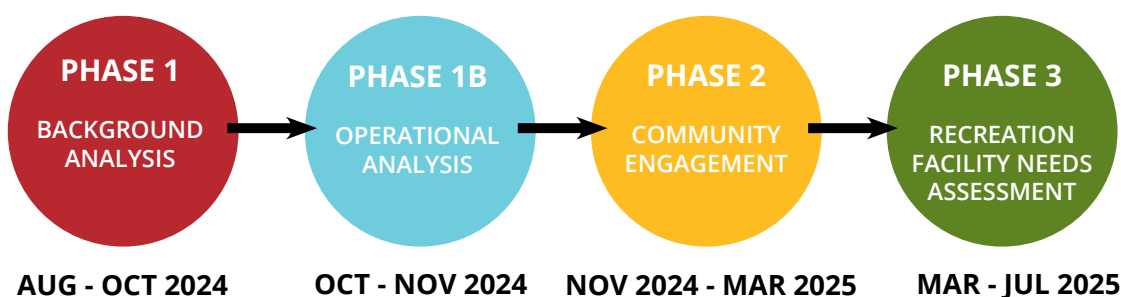 PHASE 1
BACKGROUND
ANALYSIS
AUG - OCT 2024
PHASE 1B
OPERATIONAL
ANALYSIS
OCT - NOV 2024
PHASE 2
COMMUNITY
ENGAGEMENT
NOV 2024 - MAR 2025
PHASE 3
RECREATION
FACILITY NEEDS
ASSESSMENT
MAR - JUL 2025